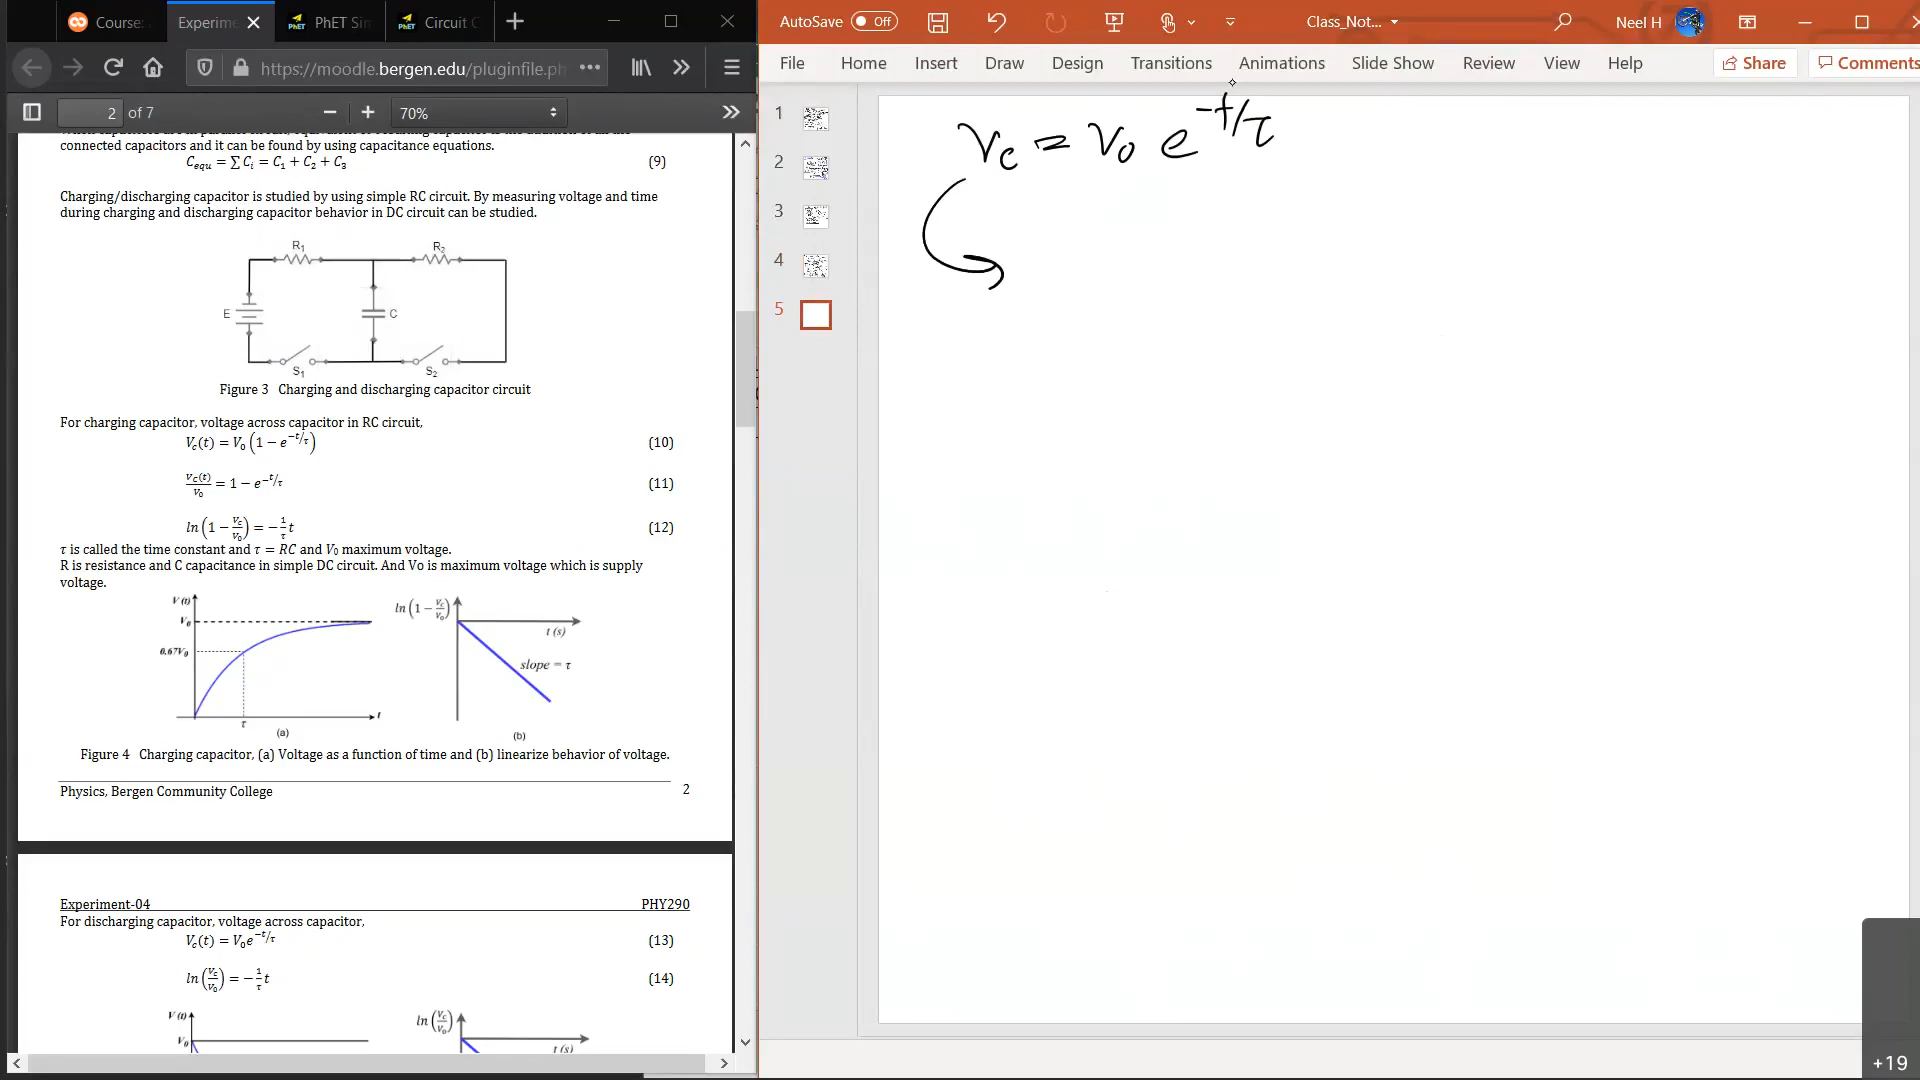 Course:
Experime
PhET Sim
Circuit C
https://moodle.bergen.edu/pluginfile.ph
2 of 7
70%
connected capacitors and it can be found by using capacitance equations.
C_equ = ∑ C_i = C_1 + C_2 + C_3 (9)
Charging/discharging capacitor is studied by using simple RC circuit. By measuring voltage and time
during charging and discharging capacitor behavior in DC circuit can be studied.
R_1 R_2
E C
S_1 S_2
Figure 3 Charging and discharging capacitor circuit
For charging capacitor, voltage across capacitor in RC circuit,
V_c(t) = V_0 (1 − e^{−t/τ}) (10)
V_c(t)/V_0 = 1 − e^{−t/τ} (11)
ln (1 − V_c/V_0) = − 1/τ t (12)
τ is called the time constant and τ = RC and V_0 maximum voltage.
R is resistance and C capacitance in simple DC circuit. And Vo is maximum voltage which is supply
voltage.
V (t)
V_0
0.67V_0
τ
t
(a)
ln (1 − V_c/V_0)
t (s)
slope = τ
(b)
Figure 4 Charging capacitor, (a) Voltage as a function of time and (b) linearize behavior of voltage.
Physics, Bergen Community College 2
Experiment-04 PHY290
For discharging capacitor, voltage across capacitor,
V_c(t) = V_0 e^{−t/τ} (13)
ln (V_c/V_0) = − 1/τ t (14)
V (t)
V_0
ln (V_c/V_0)
t (s)
AutoSave Off
Class_Not...
Neel H
File Home Insert Draw Design Transitions Animations Slide Show Review View Help Share Comments
1
2
3
4
5
V_c = V_0 e^{-t/τ}
+19